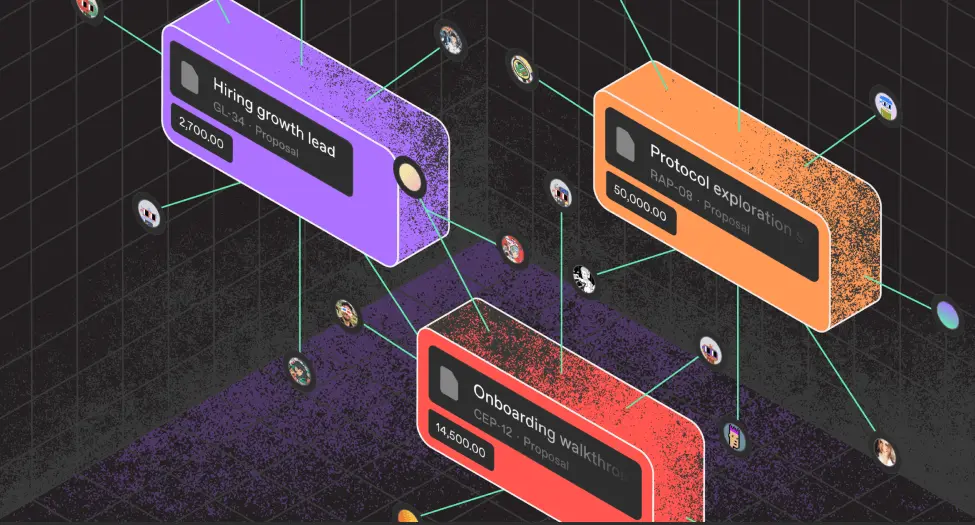 Hiring growth lead
GL-34 · Proposal
2,700.00
Protocol exploration s
RAP-08 · Proposal
50,000.00
Onboarding walkthro
CEP-12 · Proposal
14,500.00